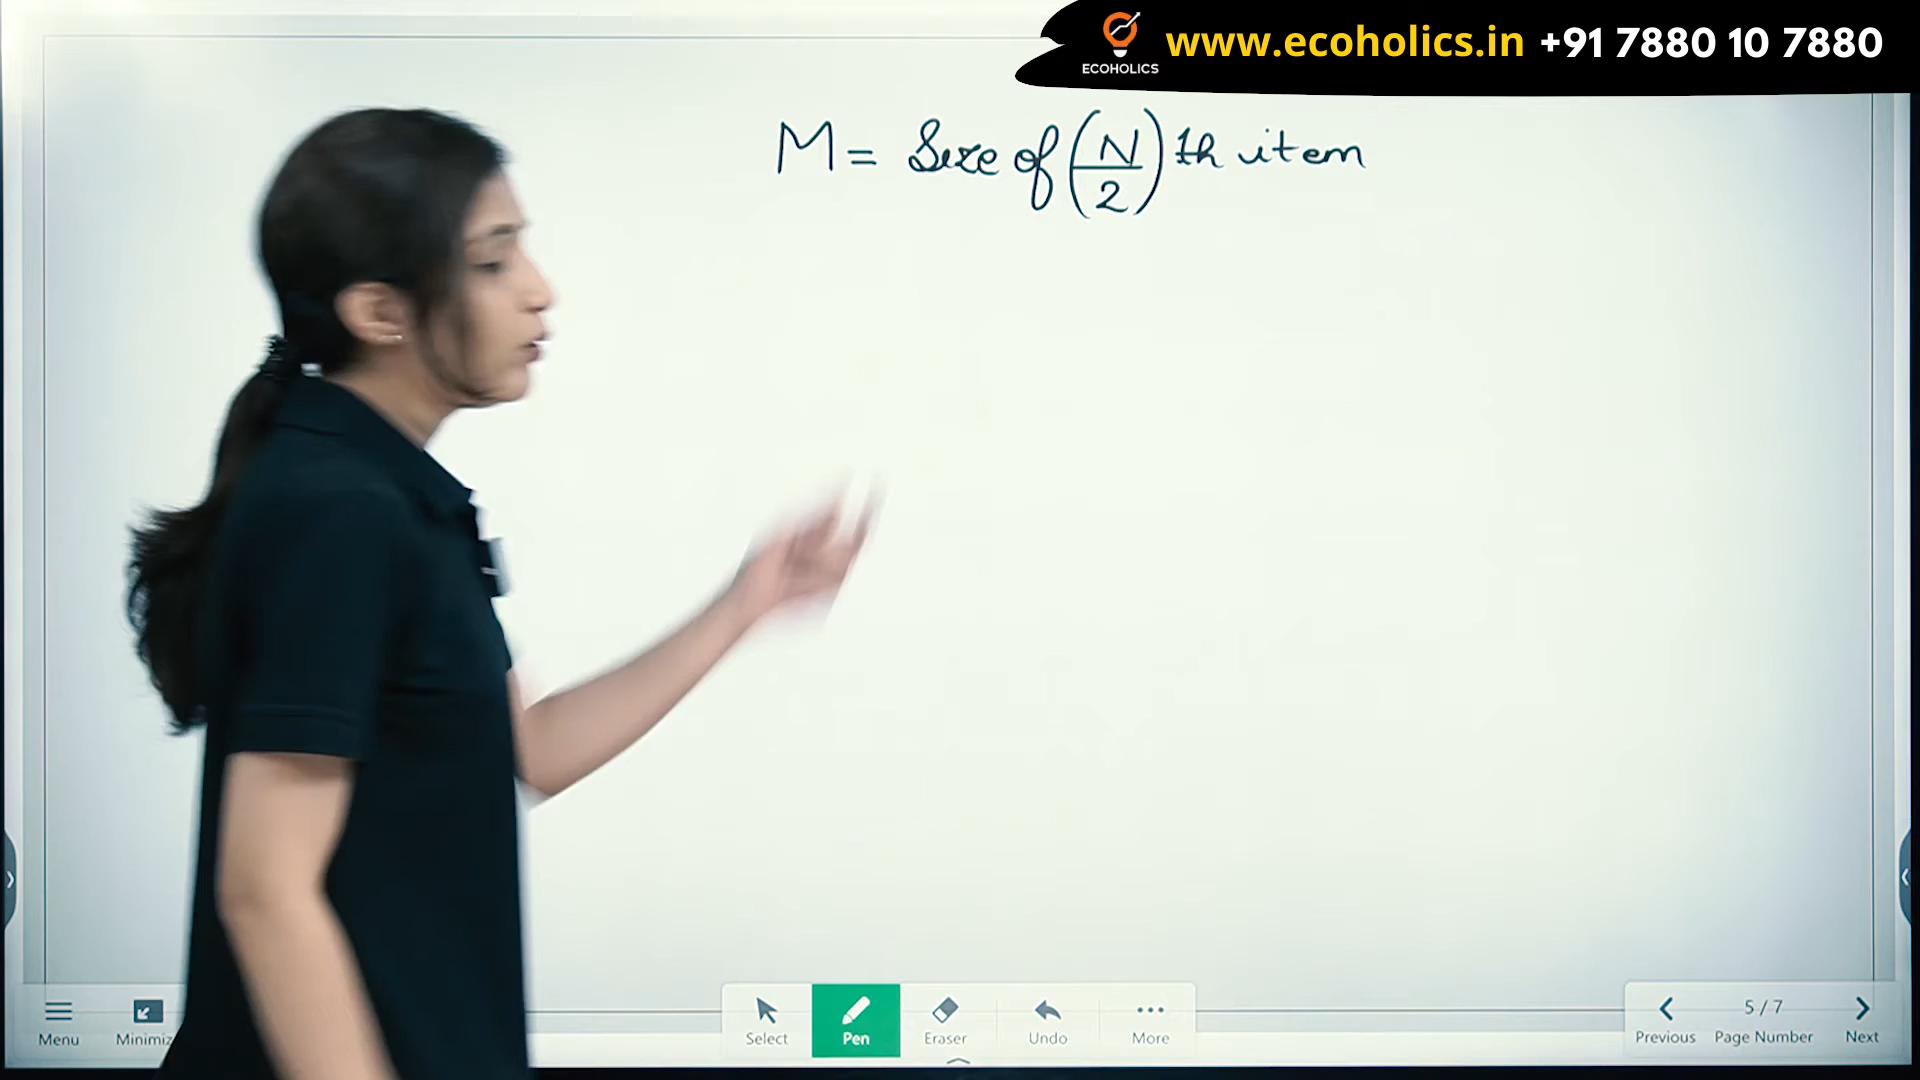 www.ecoholics.in +91 7880 10 7880
ECOHOLICS
M = Size of (N/2) th item
Menu
Minimiz
Select
Pen
Eraser
Undo
More
5 / 7
Previous
Page Number
Next